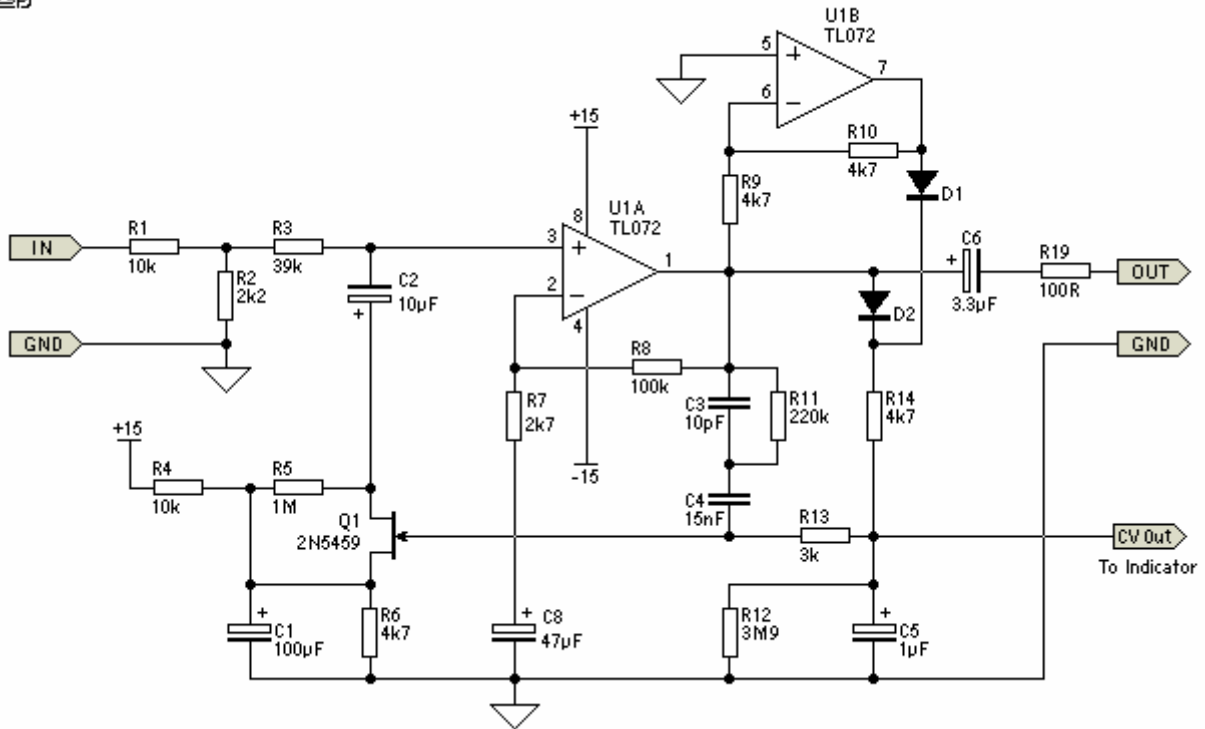 U1B
TL072
5
+
7
6
−
+15
R10
4k7
R9
4k7
D1
U1A
TL072
8
IN
R1
10k
R3
39k
3
+
1
C6
+
3.3µF
R19
100R
OUT
R2
2k2
C2
10µF
+
2
−
4
D2
GND
GND
R8
100k
R7
2k7
C3
10pF
R11
220k
R14
4k7
+15
-15
R4
10k
R5
1M
C4
15nF
Q1
2N5459
R13
3k
CV Out
To Indicator
+
C1
100µF
R6
4k7
+
C8
47µF
R12
3M9
+
C5
1µF